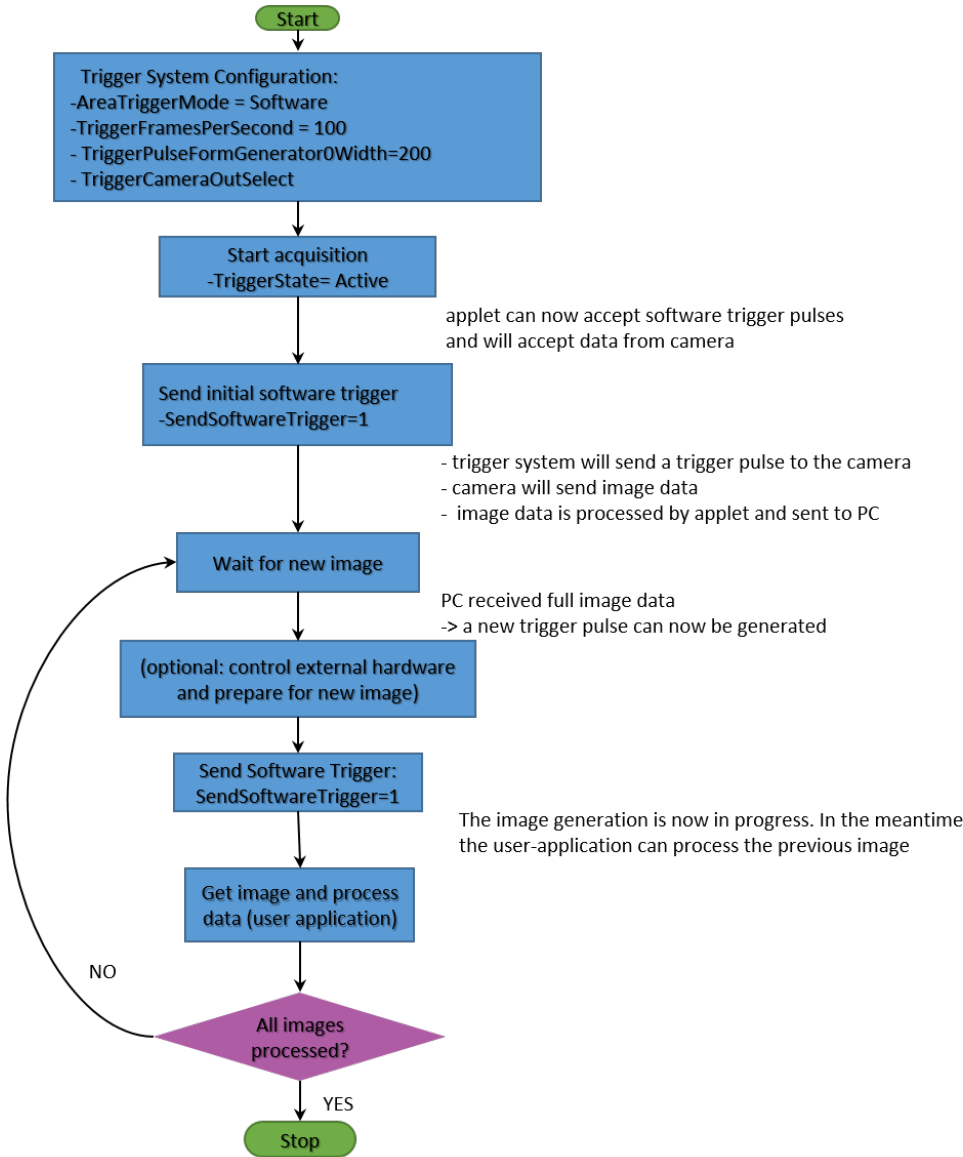 Start
Trigger System Configuration:
-AreaTriggerMode = Software
-TriggerFramesPerSecond = 100
- TriggerPulseFormGenerator0Width=200
- TriggerCameraOutSelect
Start acquisition
-TriggerState= Active
applet can now accept software trigger pulses
and will accept data from camera
Send initial software trigger
-SendSoftwareTrigger=1
- trigger system will send a trigger pulse to the camera
- camera will send image data
- image data is processed by applet and sent to PC
Wait for new image
PC received full image data
-> a new trigger pulse can now be generated
(optional: control external hardware
and prepare for new image)
Send Software Trigger:
SendSoftwareTrigger=1
The image generation is now in progress. In the meantime
the user-application can process the previous image
Get image and process
data (user application)
NO
All images
processed?
YES
Stop